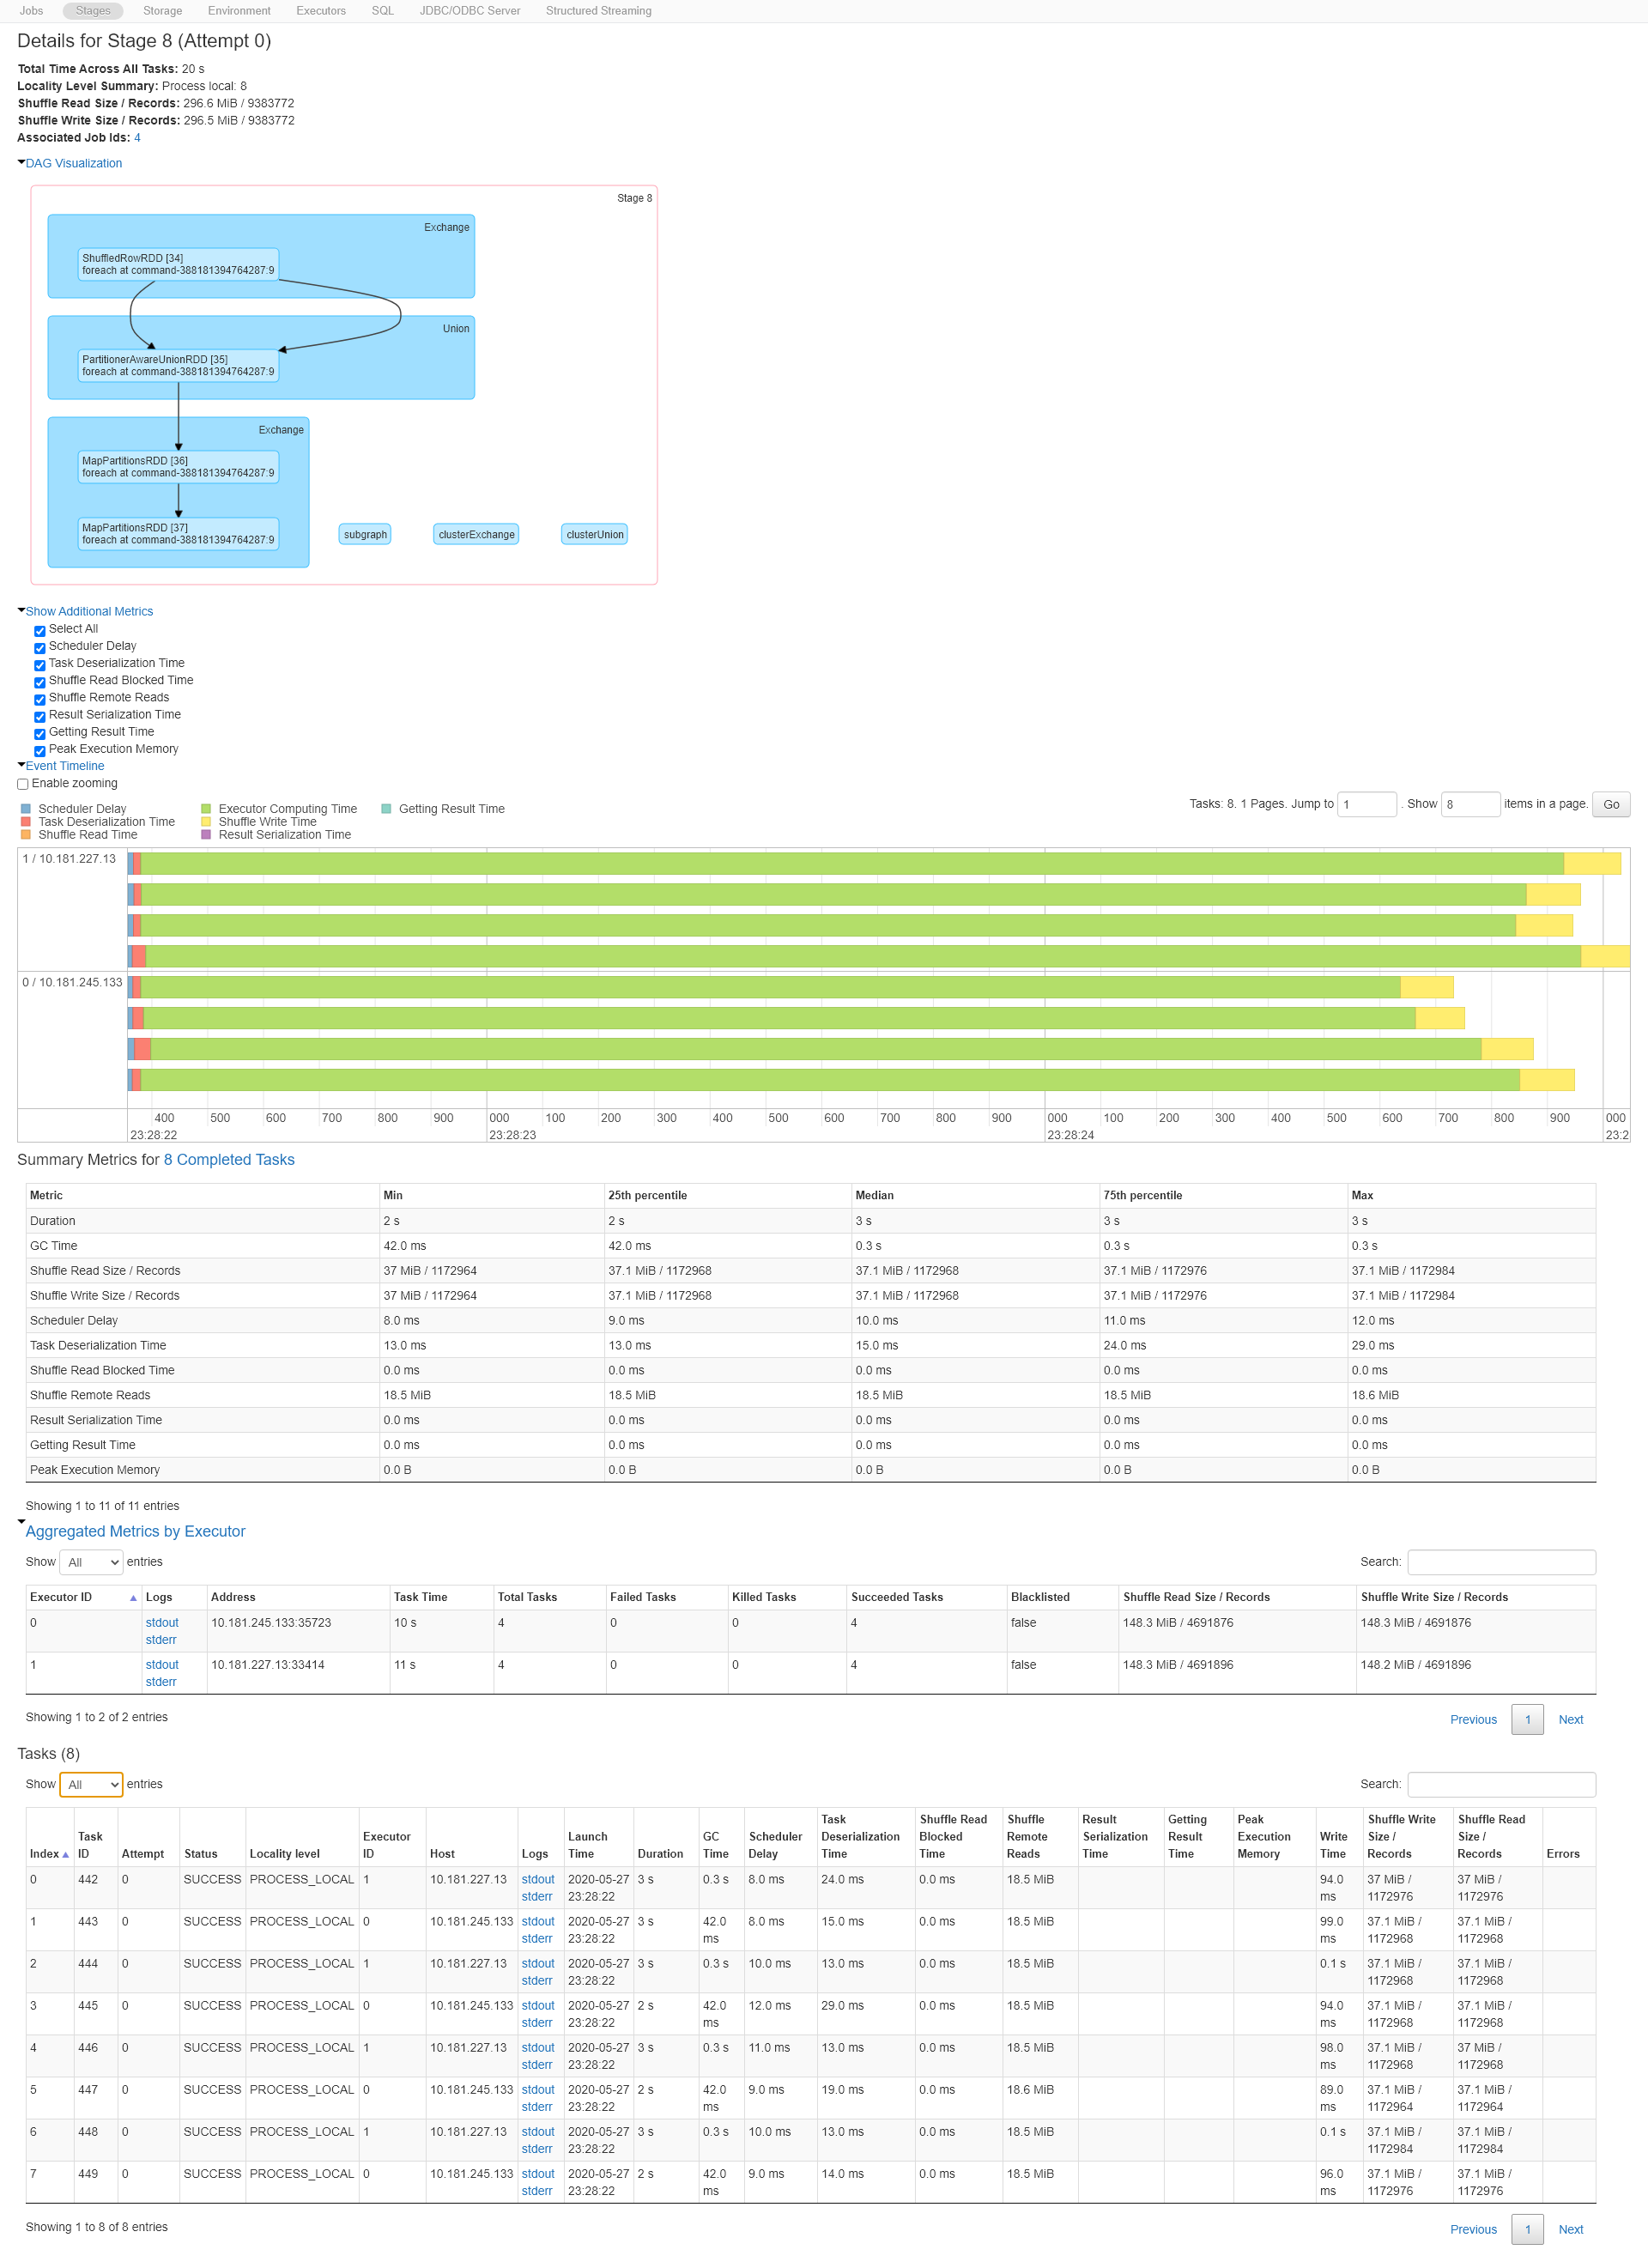 Jobs Stages Storage Environment Executors SQL JDBC/ODBC Server Structured Streaming
Details for Stage 8 (Attempt 0)
Total Time Across All Tasks: 20 s
Locality Level Summary: Process local: 8
Shuffle Read Size / Records: 296.6 MiB / 9383772
Shuffle Write Size / Records: 296.5 MiB / 9383772
Associated Job Ids: 4
DAG Visualization
Stage 8
Exchange
ShuffledRowRDD [34]
foreach at command-388181394764287:9
Union
PartitionerAwareUnionRDD [35]
foreach at command-388181394764287:9
Exchange
MapPartitionsRDD [36]
foreach at command-388181394764287:9
MapPartitionsRDD [37]
foreach at command-388181394764287:9
subgraph clusterExchange clusterUnion
Show Additional Metrics
Select All
Scheduler Delay
Task Deserialization Time
Shuffle Read Blocked Time
Shuffle Remote Reads
Result Serialization Time
Getting Result Time
Peak Execution Memory
Event Timeline
Enable zooming
Tasks: 8. 1 Pages. Jump to 1 . Show 8 items in a page. Go
Scheduler Delay Executor Computing Time Getting Result Time
Task Deserialization Time Shuffle Write Time
Shuffle Read Time Result Serialization Time
1 / 10.181.227.13
0 / 10.181.245.133
400 500 600 700 800 900 000 100 200 300 400 500 600 700 800 900 000 100 200 300 400 500 600 700 800 900 000
23:28:22 23:28:23 23:28:24 23:2
Summary Metrics for 8 Completed Tasks
Metric Min 25th percentile Median 75th percentile Max
Duration 2 s 2 s 3 s 3 s 3 s
GC Time 42.0 ms 42.0 ms 0.3 s 0.3 s 0.3 s
Shuffle Read Size / Records 37 MiB / 1172964 37.1 MiB / 1172968 37.1 MiB / 1172968 37.1 MiB / 1172976 37.1 MiB / 1172984
Shuffle Write Size / Records 37 MiB / 1172964 37.1 MiB / 1172968 37.1 MiB / 1172968 37.1 MiB / 1172976 37.1 MiB / 1172984
Scheduler Delay 8.0 ms 9.0 ms 10.0 ms 11.0 ms 12.0 ms
Task Deserialization Time 13.0 ms 13.0 ms 15.0 ms 24.0 ms 29.0 ms
Shuffle Read Blocked Time 0.0 ms 0.0 ms 0.0 ms 0.0 ms 0.0 ms
Shuffle Remote Reads 18.5 MiB 18.5 MiB 18.5 MiB 18.5 MiB 18.6 MiB
Result Serialization Time 0.0 ms 0.0 ms 0.0 ms 0.0 ms 0.0 ms
Getting Result Time 0.0 ms 0.0 ms 0.0 ms 0.0 ms 0.0 ms
Peak Execution Memory 0.0 B 0.0 B 0.0 B 0.0 B 0.0 B
Showing 1 to 11 of 11 entries
Aggregated Metrics by Executor
Show All entries Search:
Executor ID Logs Address Task Time Total Tasks Failed Tasks Killed Tasks Succeeded Tasks Blacklisted Shuffle Read Size / Records Shuffle Write Size / Records
0 stdout 10.181.245.133:35723 10 s 4 0 0 4 false 148.3 MiB / 4691876 148.3 MiB / 4691876
stderr
1 stdout 10.181.227.13:33414 11 s 4 0 0 4 false 148.3 MiB / 4691896 148.2 MiB / 4691896
stderr
Showing 1 to 2 of 2 entries Previous 1 Next
Tasks (8)
Show All entries Search:
Task Shuffle Read Shuffle Result Getting Peak Shuffle Write Shuffle Read
Task Executor Launch GC Scheduler Deserialization Blocked Remote Serialization Result Execution Write Size / Size /
Index ID Attempt Status Locality level ID Host Logs Time Duration Time Delay Time Time Reads Time Time Memory Time Records Records Errors
0 442 0 SUCCESS PROCESS_LOCAL 1 10.181.227.13 stdout 2020-05-27 3 s 0.3 s 8.0 ms 24.0 ms 0.0 ms 18.5 MiB 94.0 37 MiB / 37 MiB /
stderr 23:28:22 ms 1172976 1172976
1 443 0 SUCCESS PROCESS_LOCAL 0 10.181.245.133 stdout 2020-05-27 3 s 42.0 8.0 ms 15.0 ms 0.0 ms 18.5 MiB 99.0 37.1 MiB / 37.1 MiB /
stderr 23:28:22 ms ms 1172968 1172968
2 444 0 SUCCESS PROCESS_LOCAL 1 10.181.227.13 stdout 2020-05-27 3 s 0.3 s 10.0 ms 13.0 ms 0.0 ms 18.5 MiB 0.1 s 37.1 MiB / 37.1 MiB /
stderr 23:28:22 1172968 1172968
3 445 0 SUCCESS PROCESS_LOCAL 0 10.181.245.133 stdout 2020-05-27 2 s 42.0 12.0 ms 29.0 ms 0.0 ms 18.5 MiB 94.0 37.1 MiB / 37.1 MiB /
stderr 23:28:22 ms ms 1172968 1172968
4 446 0 SUCCESS PROCESS_LOCAL 1 10.181.227.13 stdout 2020-05-27 3 s 0.3 s 11.0 ms 13.0 ms 0.0 ms 18.5 MiB 98.0 37.1 MiB / 37 MiB /
stderr 23:28:22 ms 1172968 1172968
5 447 0 SUCCESS PROCESS_LOCAL 0 10.181.245.133 stdout 2020-05-27 2 s 42.0 9.0 ms 19.0 ms 0.0 ms 18.6 MiB 89.0 37.1 MiB / 37.1 MiB /
stderr 23:28:22 ms ms 1172964 1172964
6 448 0 SUCCESS PROCESS_LOCAL 1 10.181.227.13 stdout 2020-05-27 3 s 0.3 s 10.0 ms 13.0 ms 0.0 ms 18.5 MiB 0.1 s 37.1 MiB / 37.1 MiB /
stderr 23:28:22 1172984 1172984
7 449 0 SUCCESS PROCESS_LOCAL 0 10.181.245.133 stdout 2020-05-27 2 s 42.0 9.0 ms 14.0 ms 0.0 ms 18.5 MiB 96.0 37.1 MiB / 37.1 MiB /
stderr 23:28:22 ms ms 1172976 1172976
Showing 1 to 8 of 8 entries Previous 1 Next